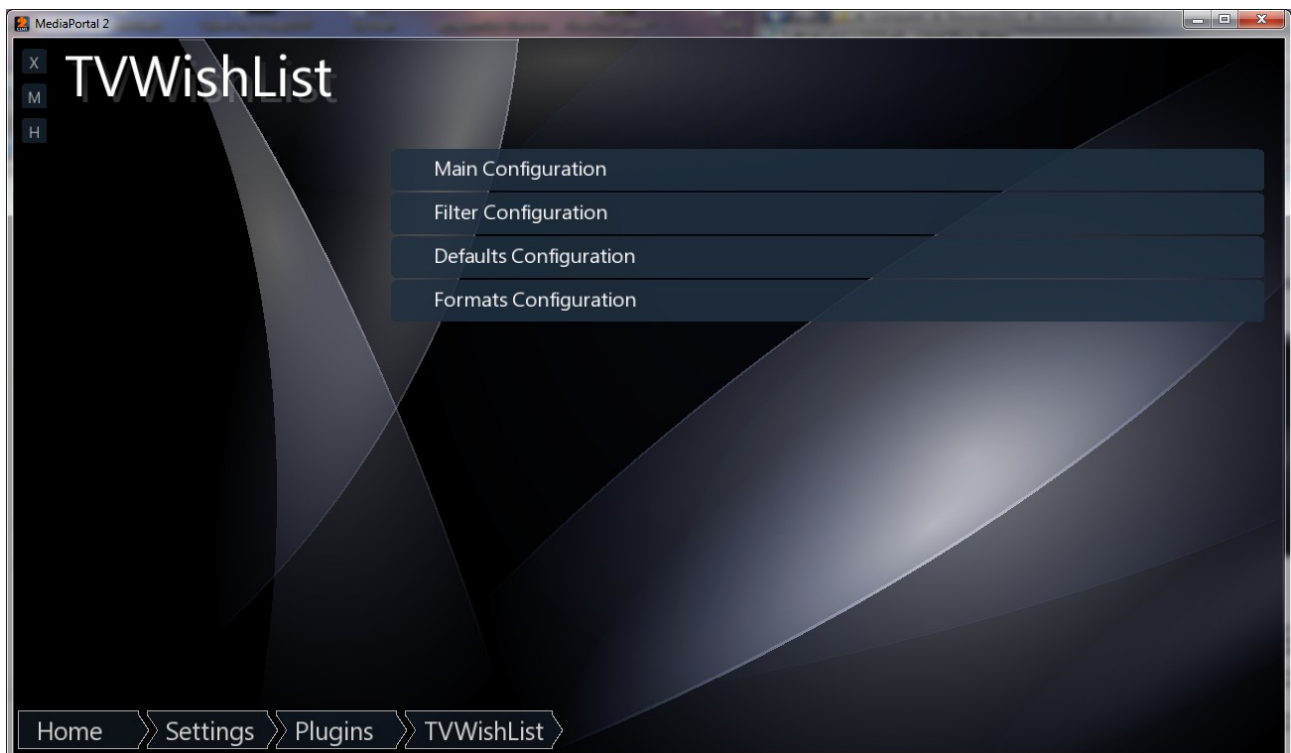 MediaPortal 2
X
M
H
TVWishList
Main Configuration
Filter Configuration
Defaults Configuration
Formats Configuration
Home Settings Plugins TVWishList